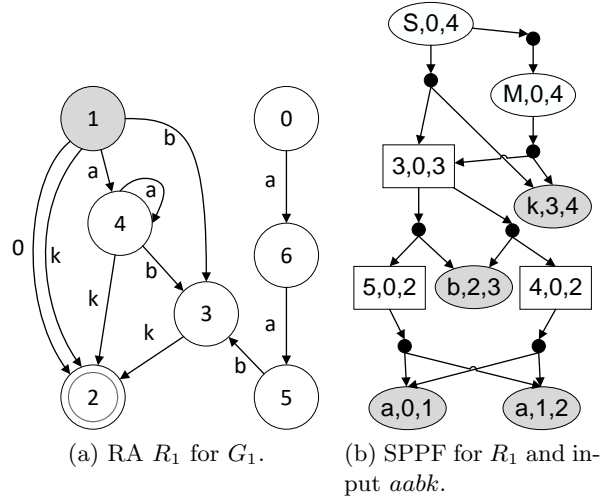 1
0
b
a
a
4
a
6
0
k
b
k
3
k
a
b
2
5
(a) RA R₁ for G₁.
S,0,4
M,0,4
3,0,3
k,3,4
5,0,2
b,2,3
4,0,2
a,0,1
a,1,2
(b) SPPF for R₁ and in-
put aabk.